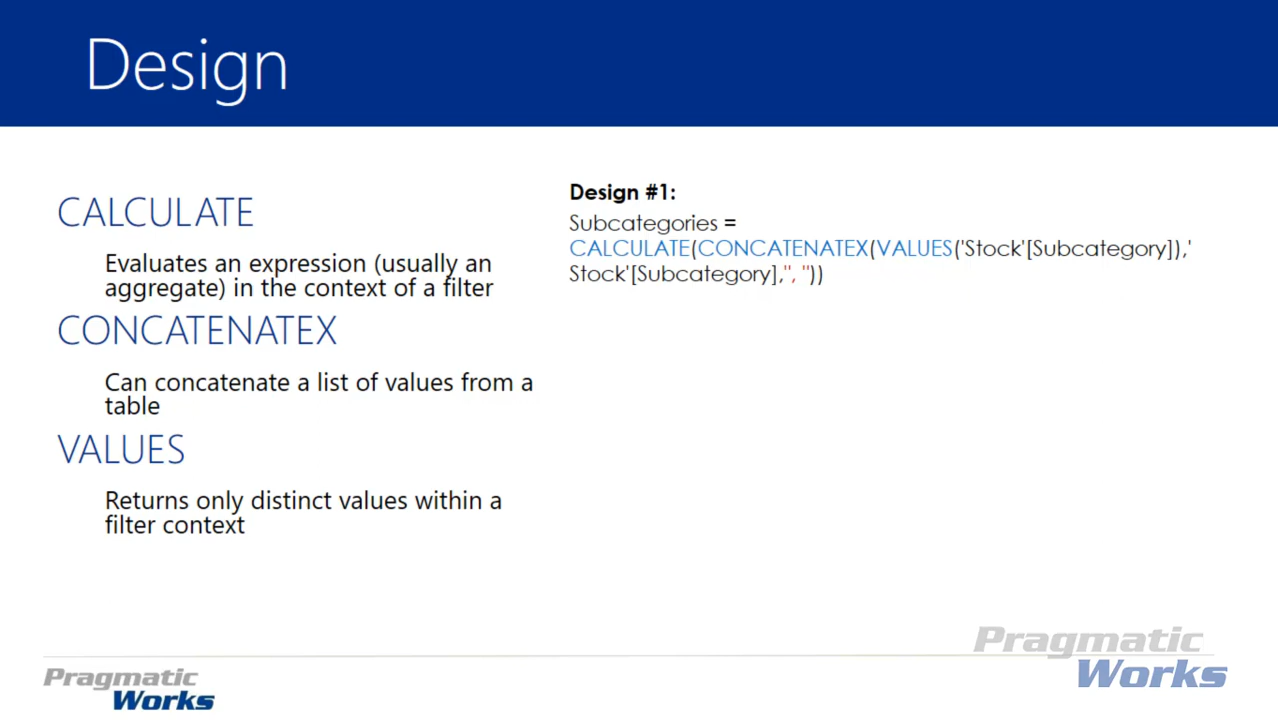 Design
CALCULATE
Evaluates an expression (usually an
aggregate) in the context of a filter
CONCATENATEX
Can concatenate a list of values from a
table
VALUES
Returns only distinct values within a
filter context
Design #1:
Subcategories =
CALCULATE(CONCATENATEX(VALUES('Stock'[Subcategory]),'
Stock'[Subcategory],", "))
Pragmatic
Works
Pragmatic
Works